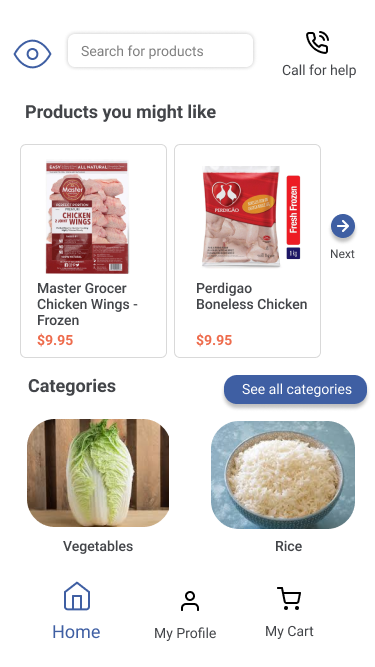 Search for products
Call for help
Products you might like
EASY
ALL NATURAL
Master
CHICKEN
WINGS
PERDIGÃO
Fresh Frozen
1kg
Next
Master Grocer
Chicken Wings -
Frozen
$9.95
Perdigao
Boneless Chicken
$9.95
Categories
See all categories
Vegetables
Rice
Home
My Profile
My Cart